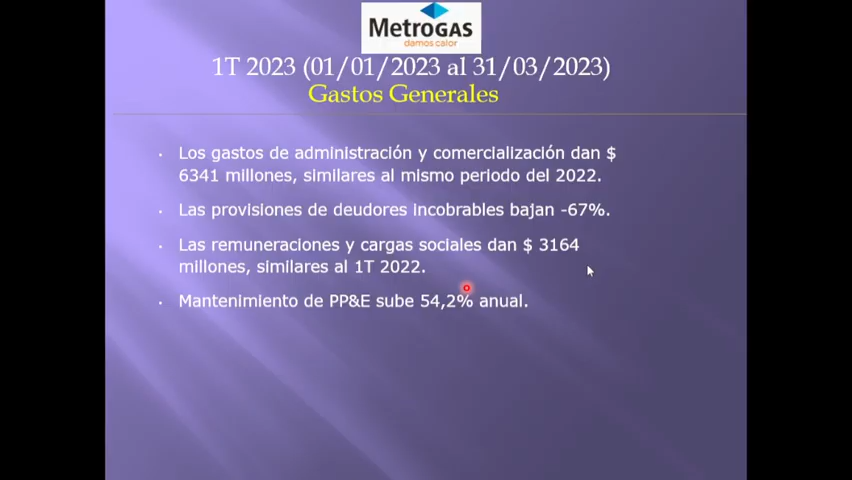 MetroGAS
damos calor
1T 2023 (01/01/2023 al 31/03/2023)
Gastos Generales
Los gastos de administración y comercialización dan $
6341 millones, similares al mismo periodo del 2022.
Las provisiones de deudores incobrables bajan -67%.
Las remuneraciones y cargas sociales dan $ 3164
millones, similares al 1T 2022.
Mantenimiento de PP&E sube 54,2% anual.